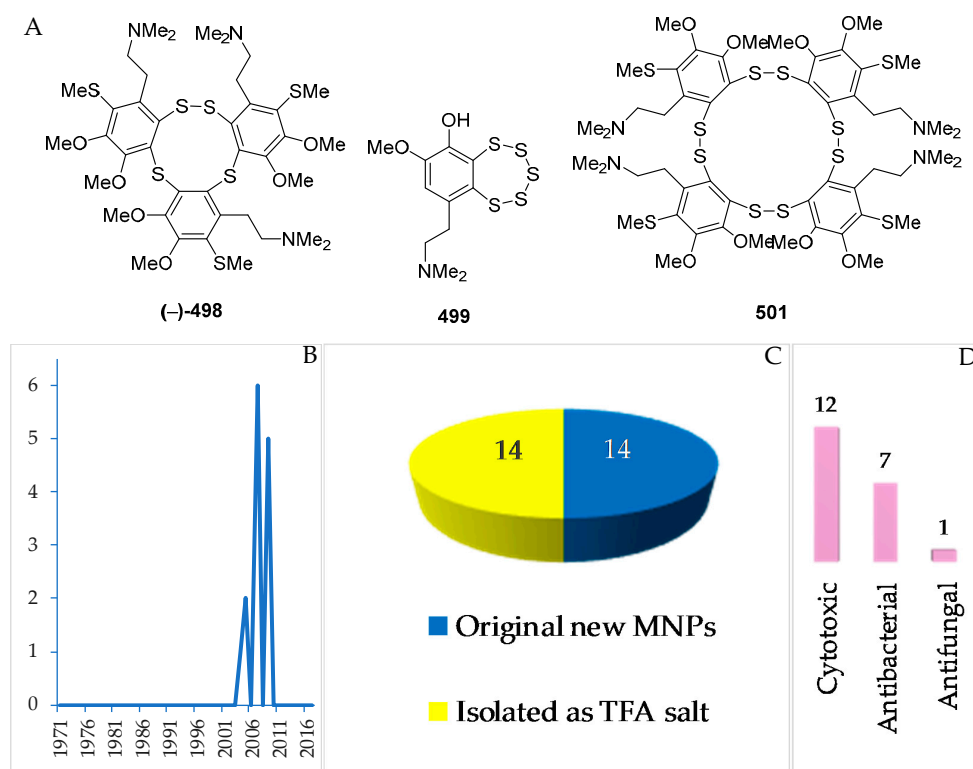 A
NMe₂
Me₂N
MeS
S
S
SMe
MeO
OMe
MeO
S
S
OMe
MeO
NMe₂
MeO
SMe
(–)-498
OH
MeO
S
S
S
S
S
NMe₂
499
MeO
OMe
OMe
MeO
MeS
S
S
SMe
Me₂N
S
S
NMe₂
Me₂N
S
S
NMe₂
MeS
S
S
SMe
MeO
OMe
MeO
OMe
501
B
6
5
4
3
2
1
0
1971
1976
1981
1986
1991
1996
2001
2006
2011
2016
C
14
14
Original new MNPs
Isolated as TFA salt
D
12
7
1
Cytotoxic
Antibacterial
Antifungal